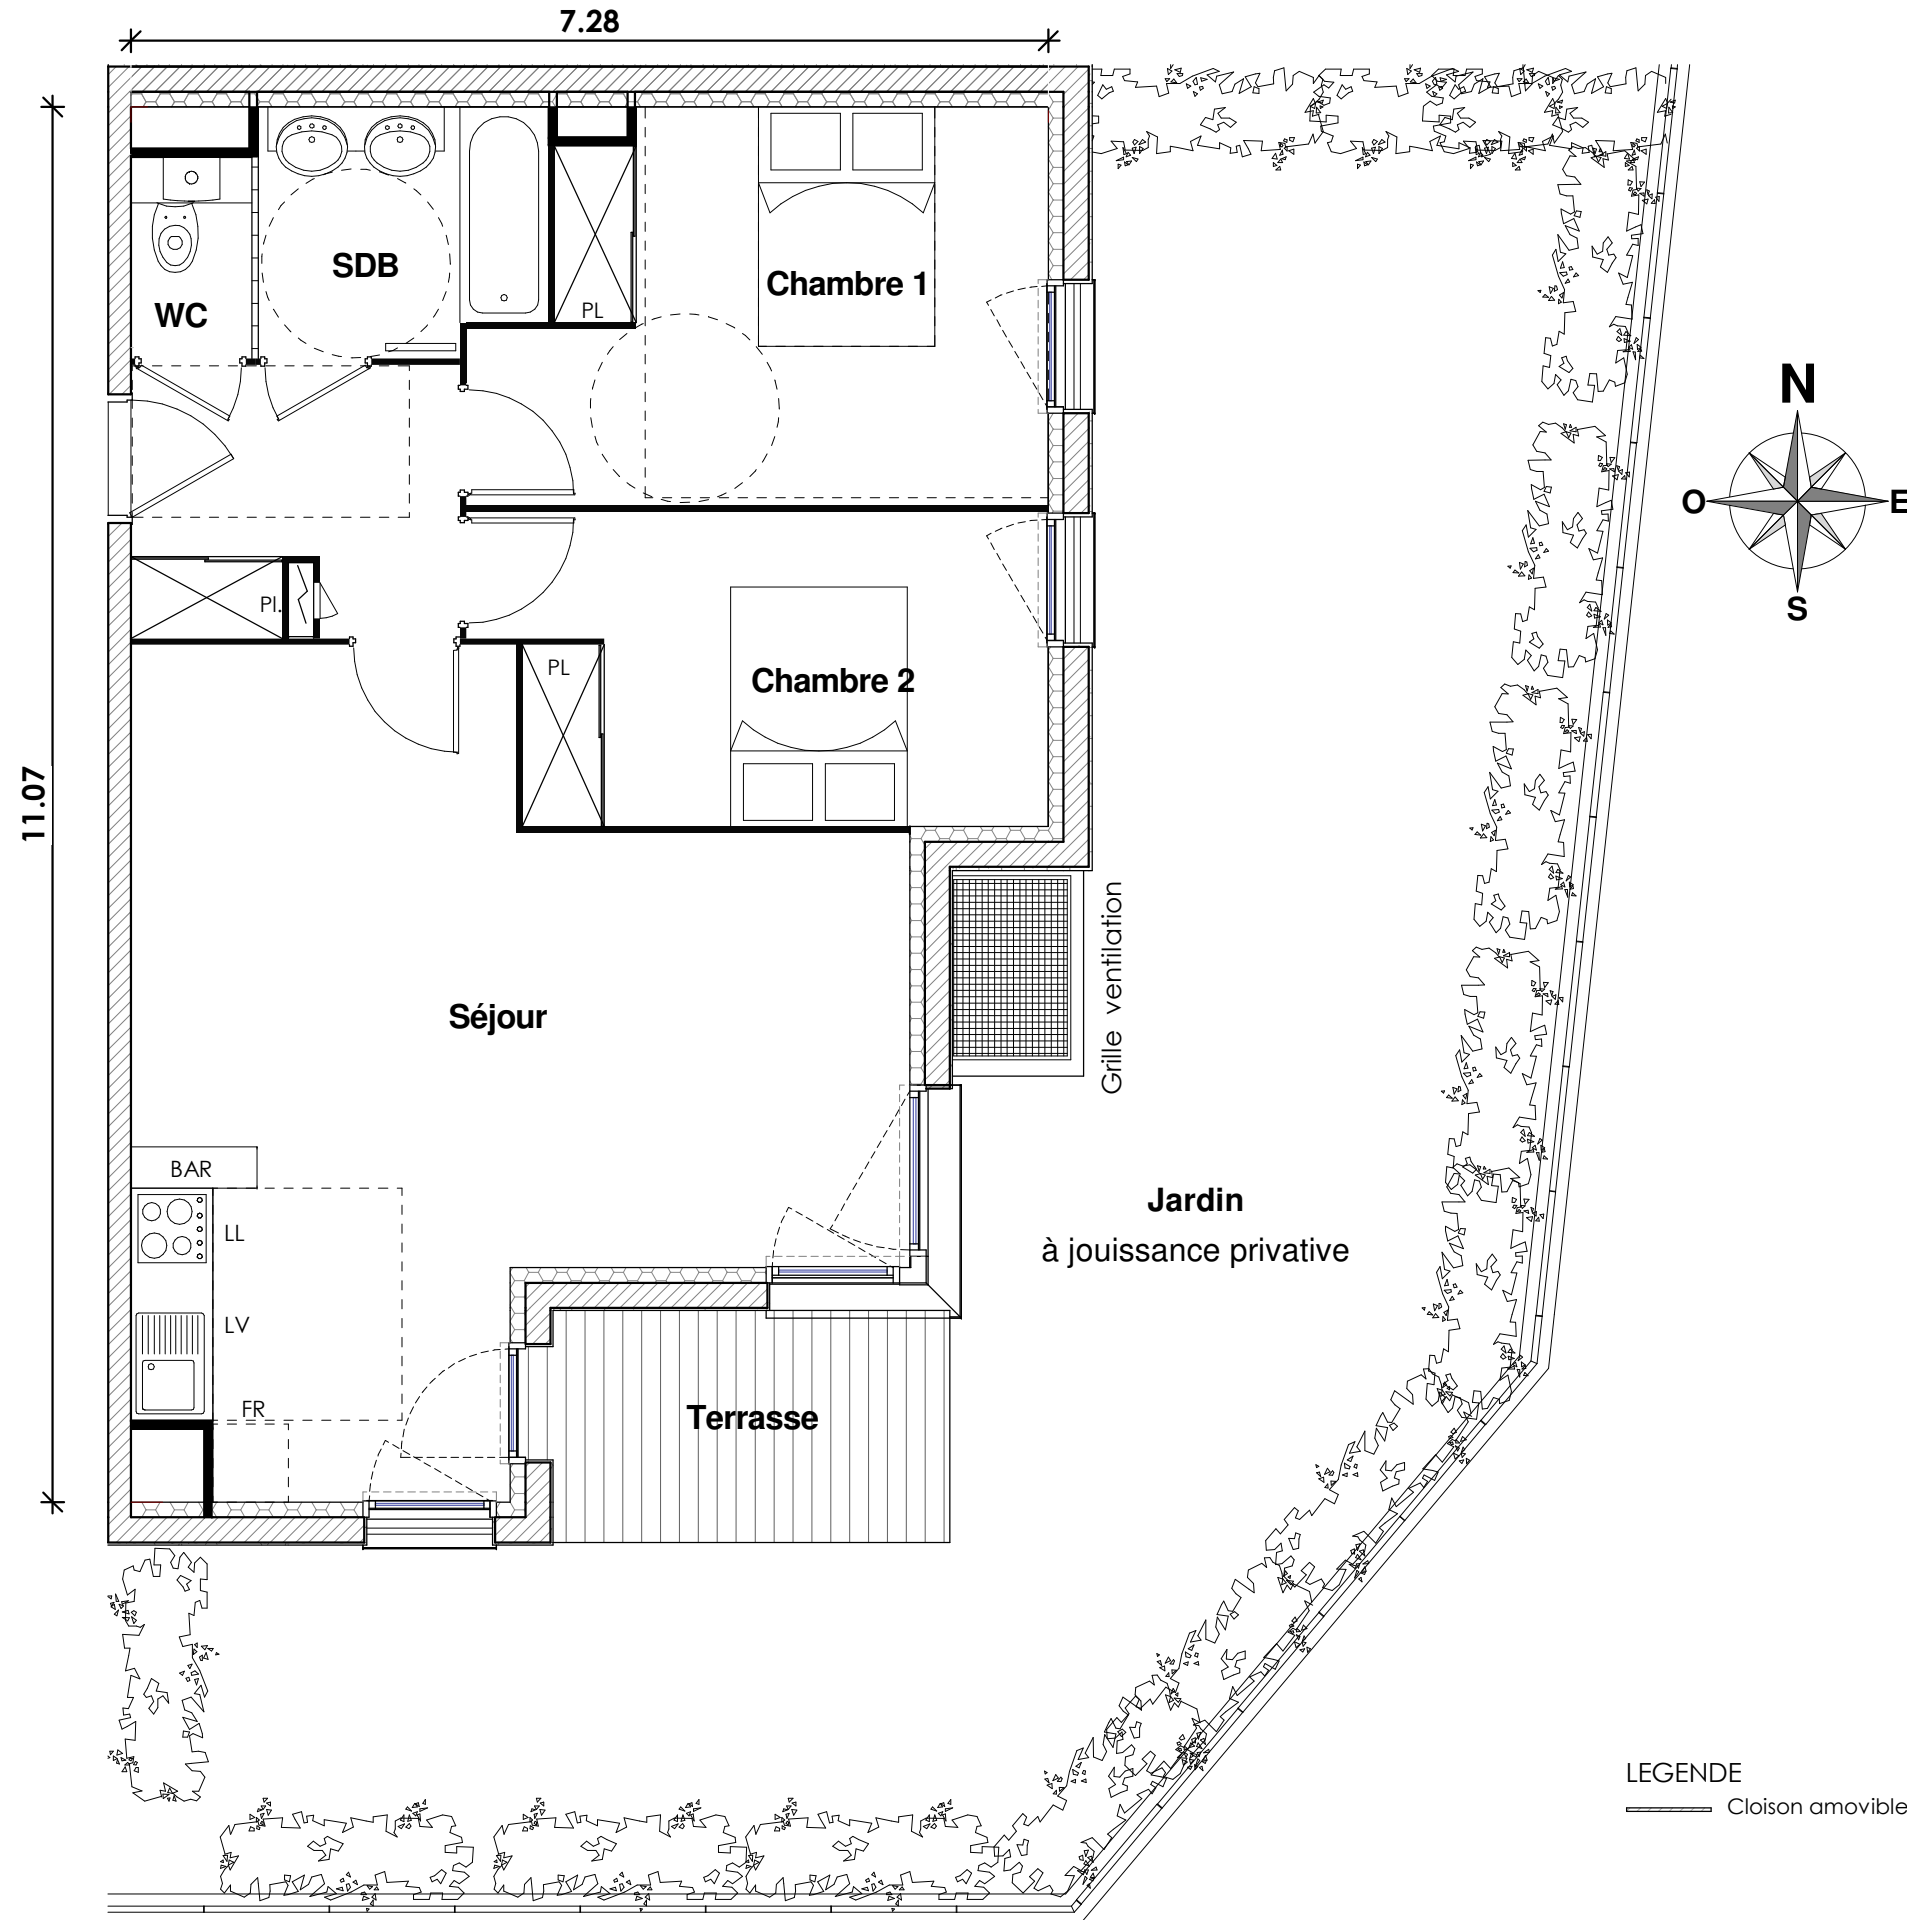 7.28
SDB
WC
PL
Chambre 1
N
O
E
S
Pl.
PL
Chambre 2
11.07
Grille ventilation
Séjour
BAR
LL
LV
FR
Jardin
à jouissance privative
Terrasse
LEGENDE
Cloison amovible